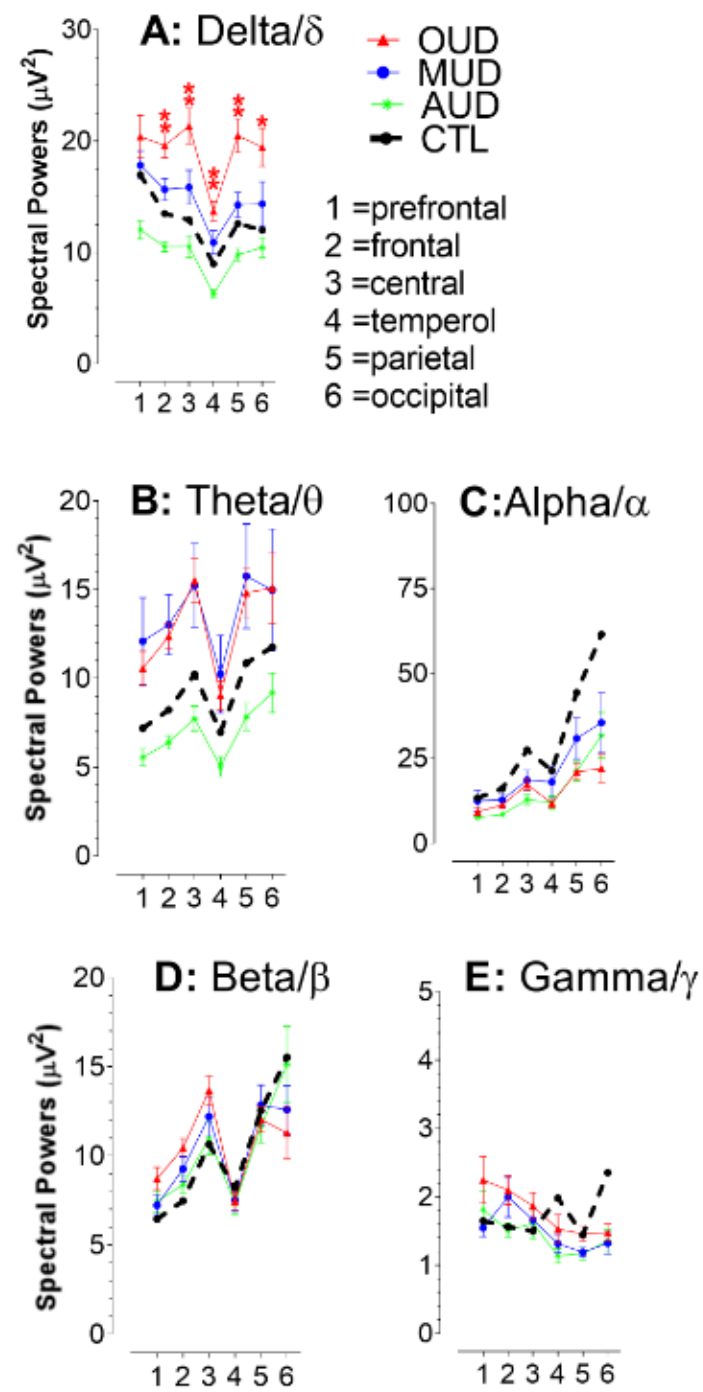 A: Delta/δ
Spectral Powers (μV²)
30
20
10
0
** ** ** ** *
1 2 3 4 5 6
OUD
MUD
AUD
CTL
1 =prefrontal
2 =frontal
3 =central
4 =temperol
5 =parietal
6 =occipital
B: Theta/θ
Spectral Powers (μV²)
20
15
10
5
0
1 2 3 4 5 6
C:Alpha/α
100
75
50
25
0
1 2 3 4 5 6
D: Beta/β
Spectral Powers (μV²)
20
15
10
5
0
1 2 3 4 5 6
E: Gamma/γ
5
4
3
2
1
0
1 2 3 4 5 6